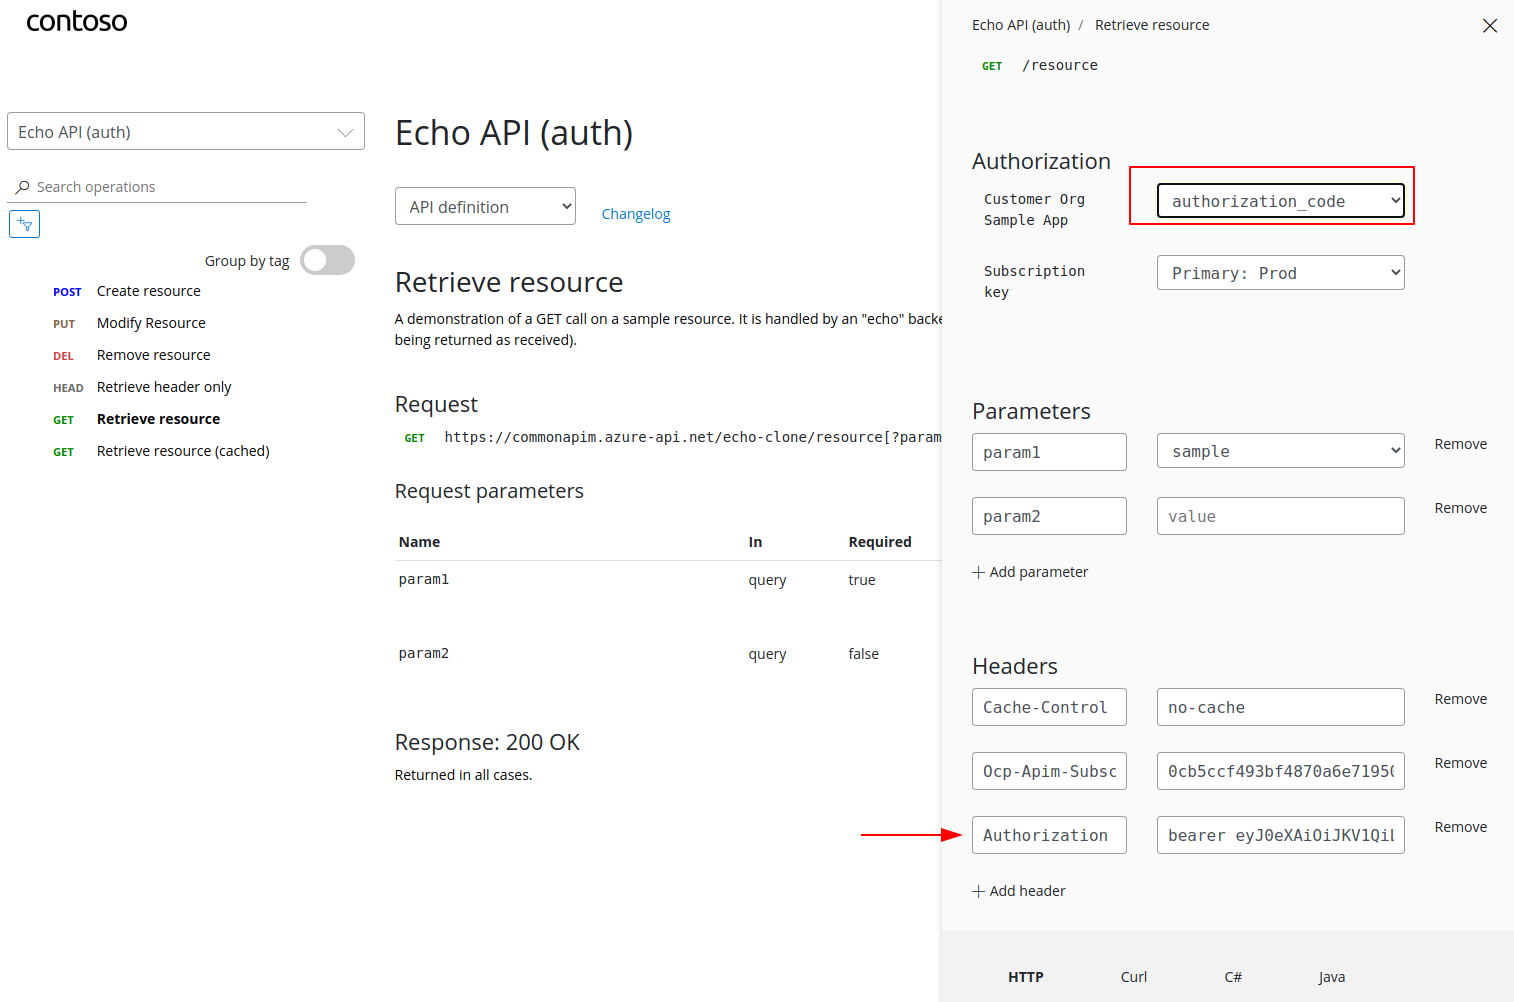 contoso
Echo API (auth)
Search operations
Group by tag
POST Create resource
PUT Modify Resource
DEL Remove resource
HEAD Retrieve header only
GET Retrieve resource
GET Retrieve resource (cached)
Echo API (auth)
API definition Changelog
Retrieve resource
A demonstration of a GET call on a sample resource. It is handled by an "echo" backe
being returned as received).
Request
GET https://commonapim.azure-api.net/echo-clone/resource[?param
Request parameters
Name In Required
param1 query true
param2 query false
Response: 200 OK
Returned in all cases.
Echo API (auth) / Retrieve resource
GET /resource
Authorization
Customer Org
Sample App
authorization_code
Subscription
key
Primary: Prod
Parameters
param1 sample Remove
param2 value Remove
Add parameter
Headers
Cache-Control no-cache Remove
Ocp-Apim-Subsc 0cb5ccf493bf4870a6e71950 Remove
Authorization bearer eyJ0eXAiOiJKV1QiL Remove
Add header
HTTP Curl C# Java